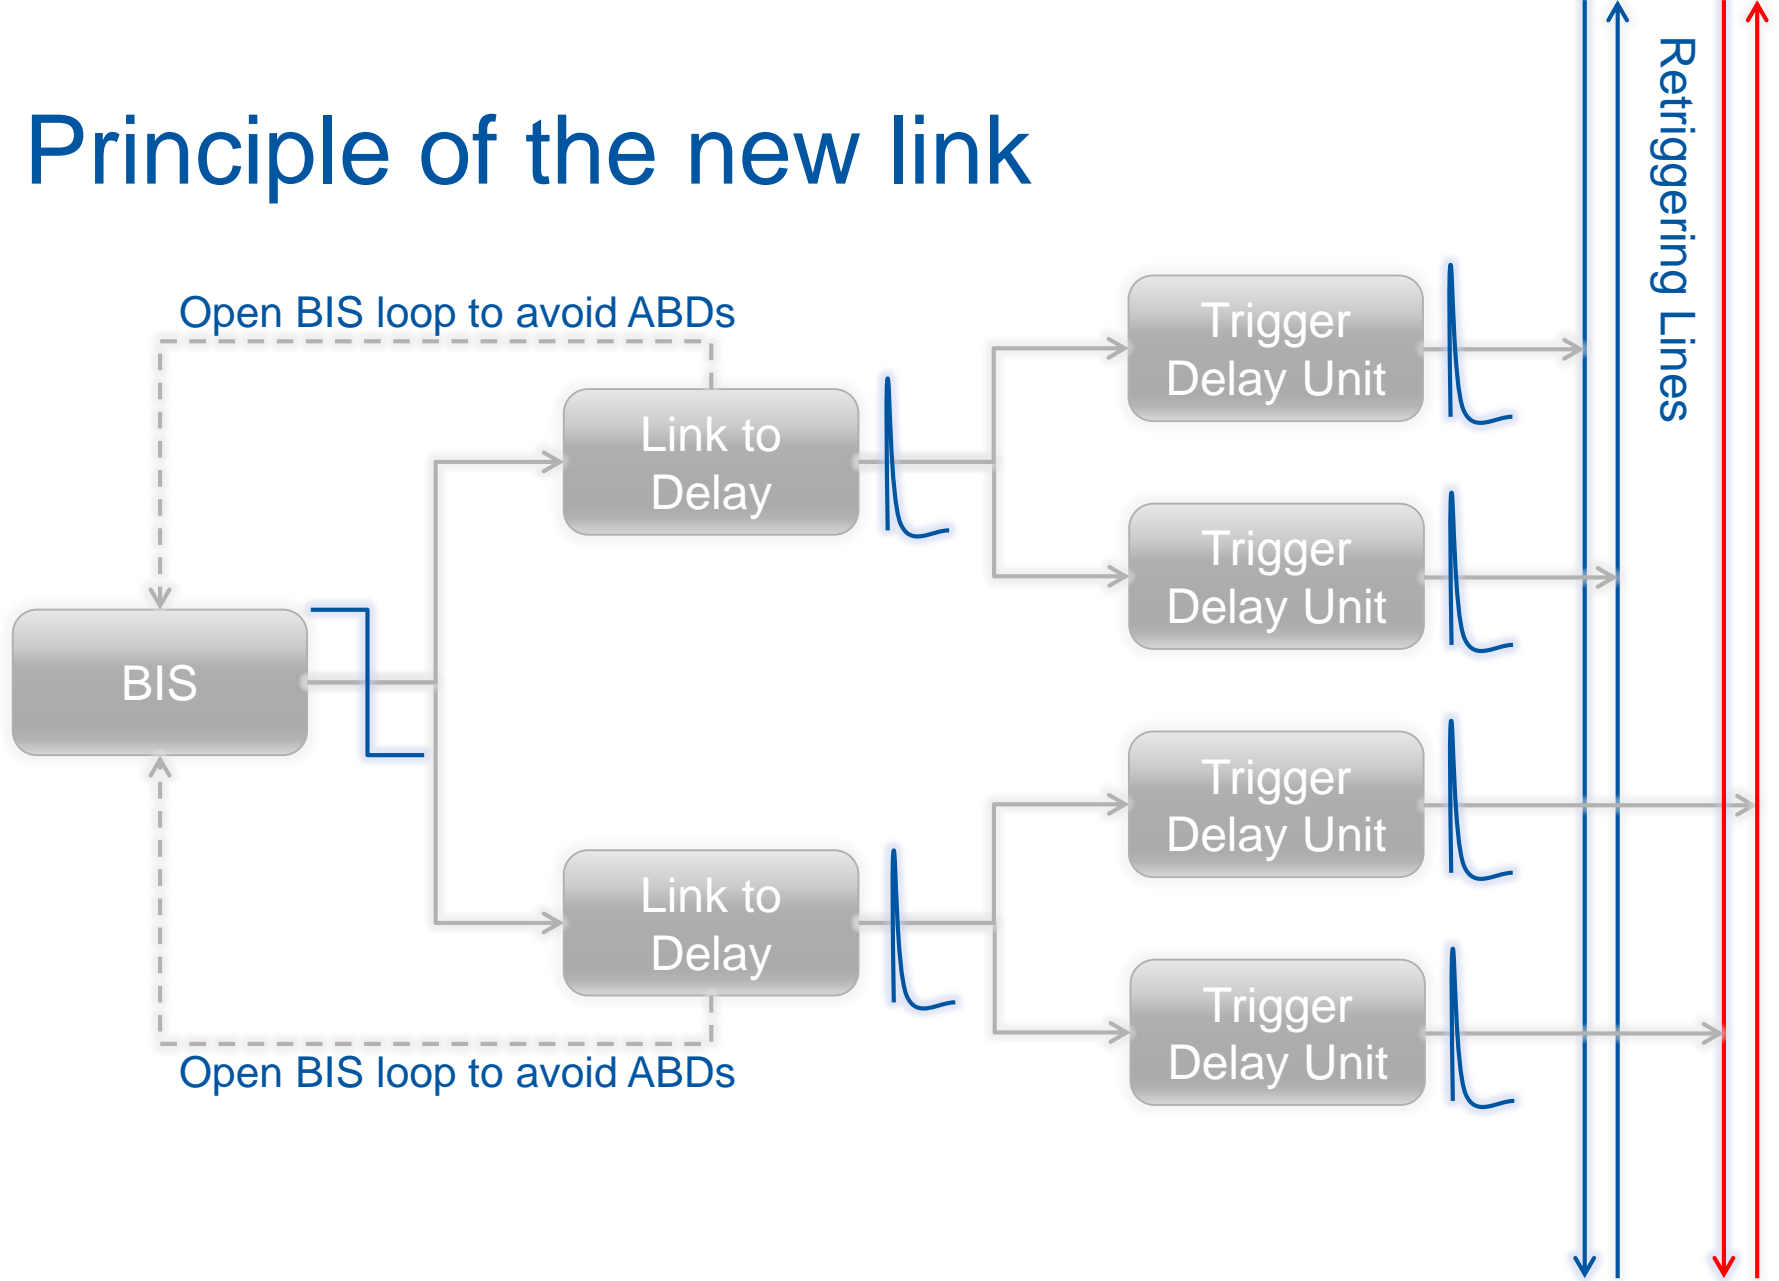 Principle of the new link
Retriggering Lines
Open BIS loop to avoid ABDs
Trigger
Delay Unit
Link to
Delay
Trigger
Delay Unit
BIS
Trigger
Delay Unit
Link to
Delay
Trigger
Delay Unit
Open BIS loop to avoid ABDs